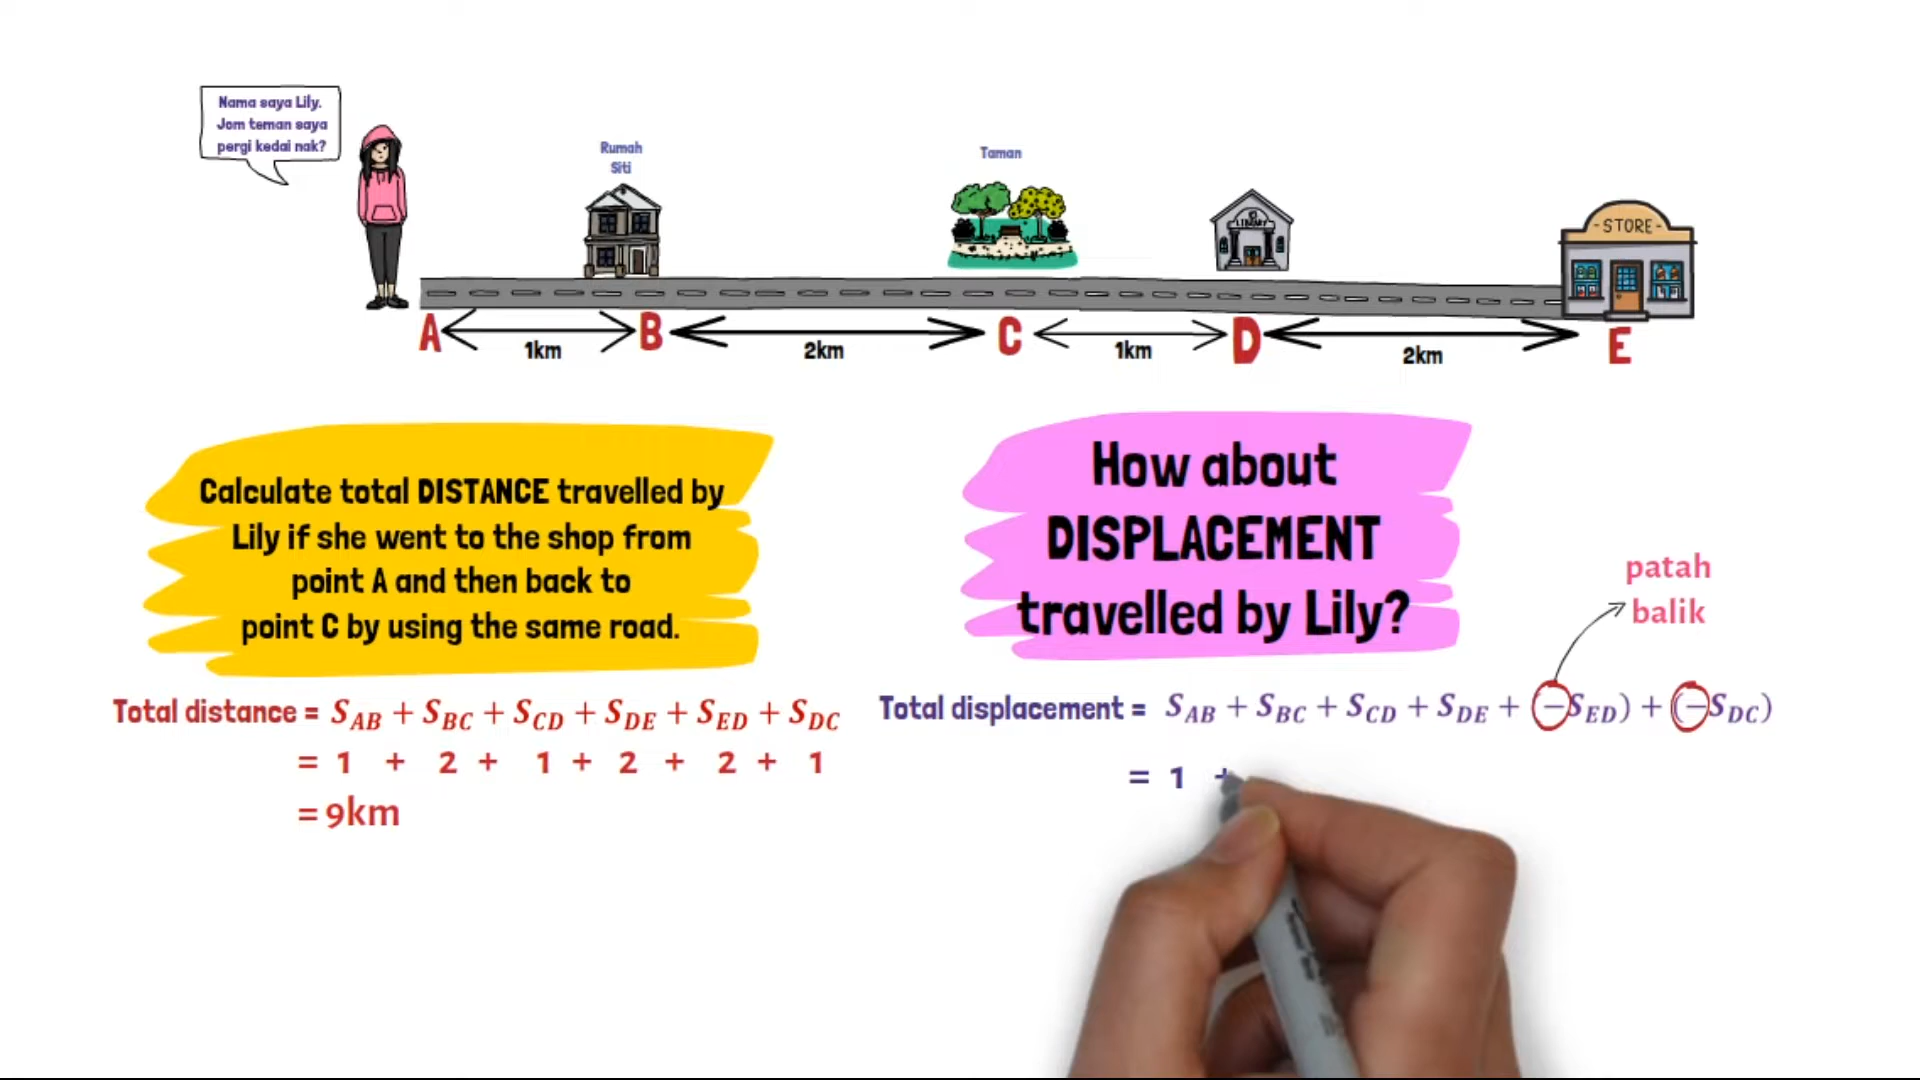 Nama saya Lily.
Jom teman saya
pergi kedai nak?
Rumah
Siti
Taman
LIBRARY
-STORE-
A
B
C
D
E
1km
2km
1km
2km
Calculate total DISTANCE travelled by
Lily if she went to the shop from
point A and then back to
point C by using the same road.
How about
DISPLACEMENT
travelled by Lily?
patah
balik
Total distance = S_AB + S_BC + S_CD + S_DE + S_ED + S_DC
= 1 + 2 + 1 + 2 + 2 + 1
= 9km
Total displacement = S_AB + S_BC + S_CD + S_DE + (−S_ED) + (−S_DC)
= 1 +